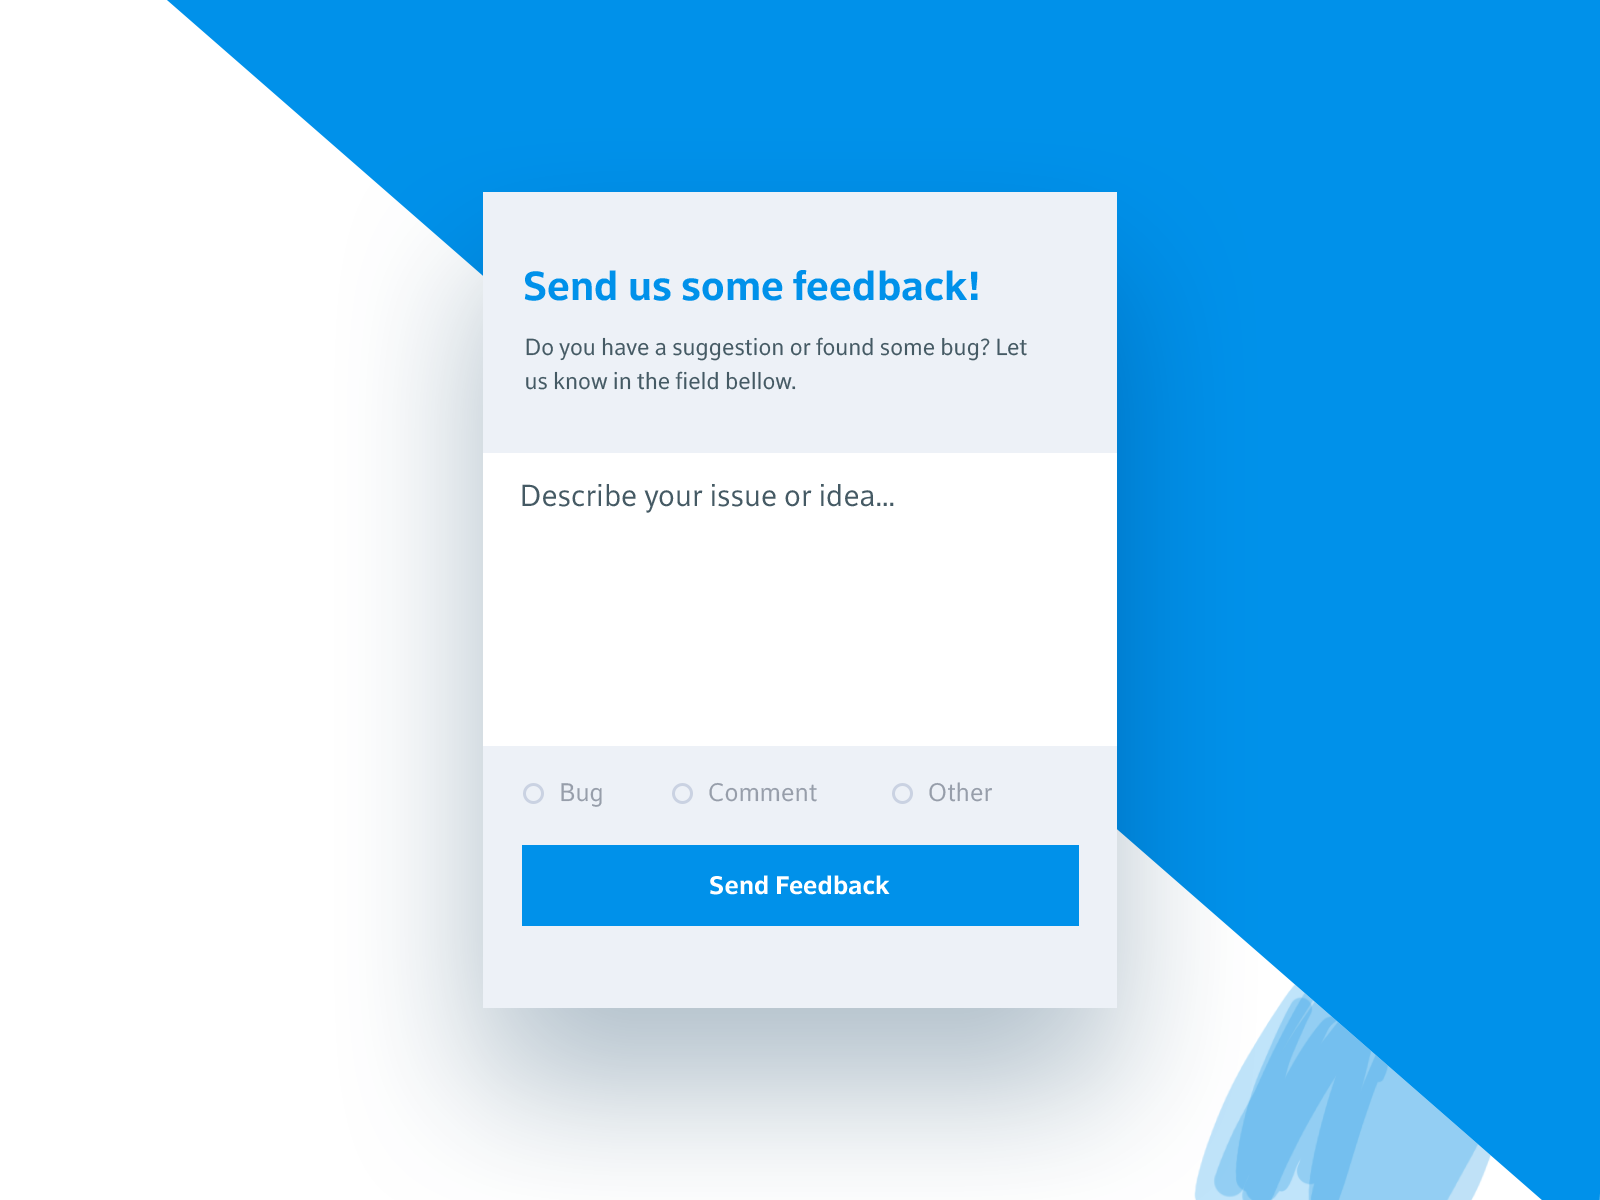 Send us some feedback!
Do you have a suggestion or found some bug? Let
us know in the field bellow.
Describe your issue or idea...
Bug
Comment
Other
Send Feedback